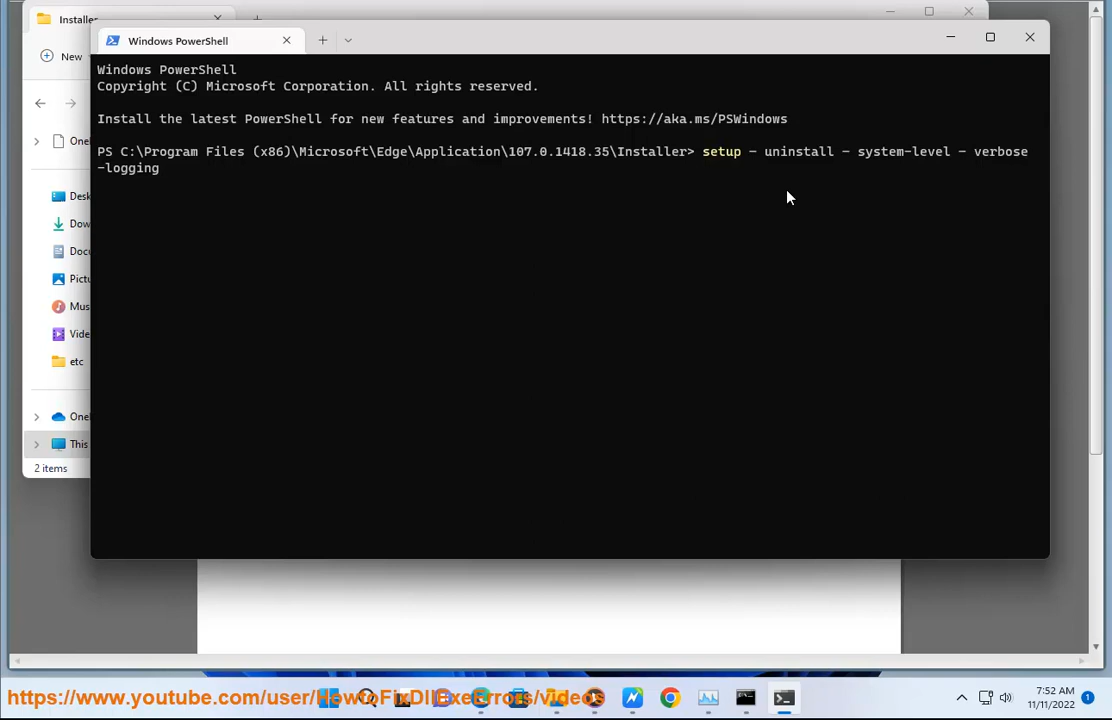 Installer
Windows PowerShell
New
Windows PowerShell
Copyright (C) Microsoft Corporation. All rights reserved.
Install the latest PowerShell for new features and improvements! https://aka.ms/PSWindows
PS C:\Program Files (x86)\Microsoft\Edge\Application\107.0.1418.35\Installer> setup - uninstall - system-level - verbose
-logging
One
Desk
Dow
Docu
Pictu
Mus
Vide
etc
One
This
2 items
https://www.youtube.com/user/HowtoFixDllExeErrors/videos
7:52 AM
11/11/2022
1